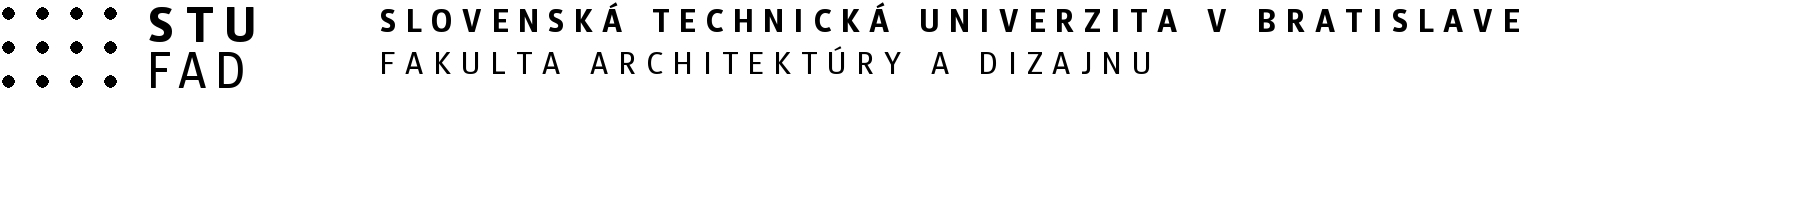 STU
FAD
SLOVENSKÁ TECHNICKÁ UNIVERZITA V BRATISLAVE
FAKULTA ARCHITEKTÚRY A DIZAJNU